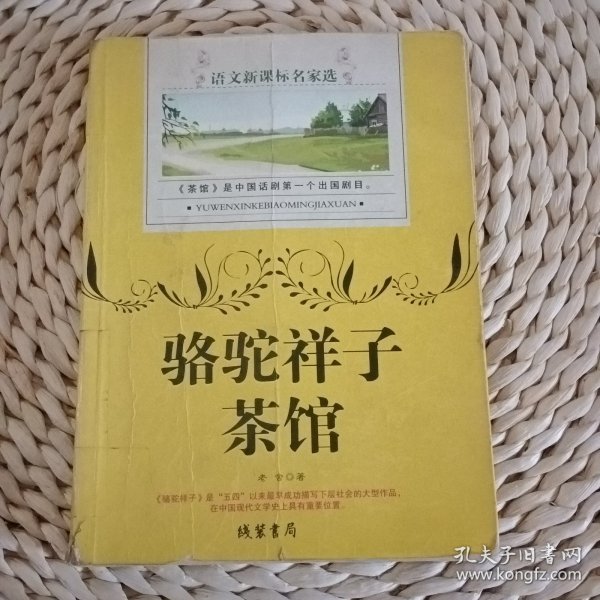 语文新课标名家选
《茶馆》是中国话剧第一个出国剧目。
■ YUWENXINKEBIAOMINGJIAXUAN ■
骆驼祥子
茶馆
老舍◎著
《骆驼祥子》是“五四”以来最早成功描写下层社会的大型作品,
在中国现代文学史上具有重要位置。
线装书局
孔夫子旧书网
www.kongfz.com